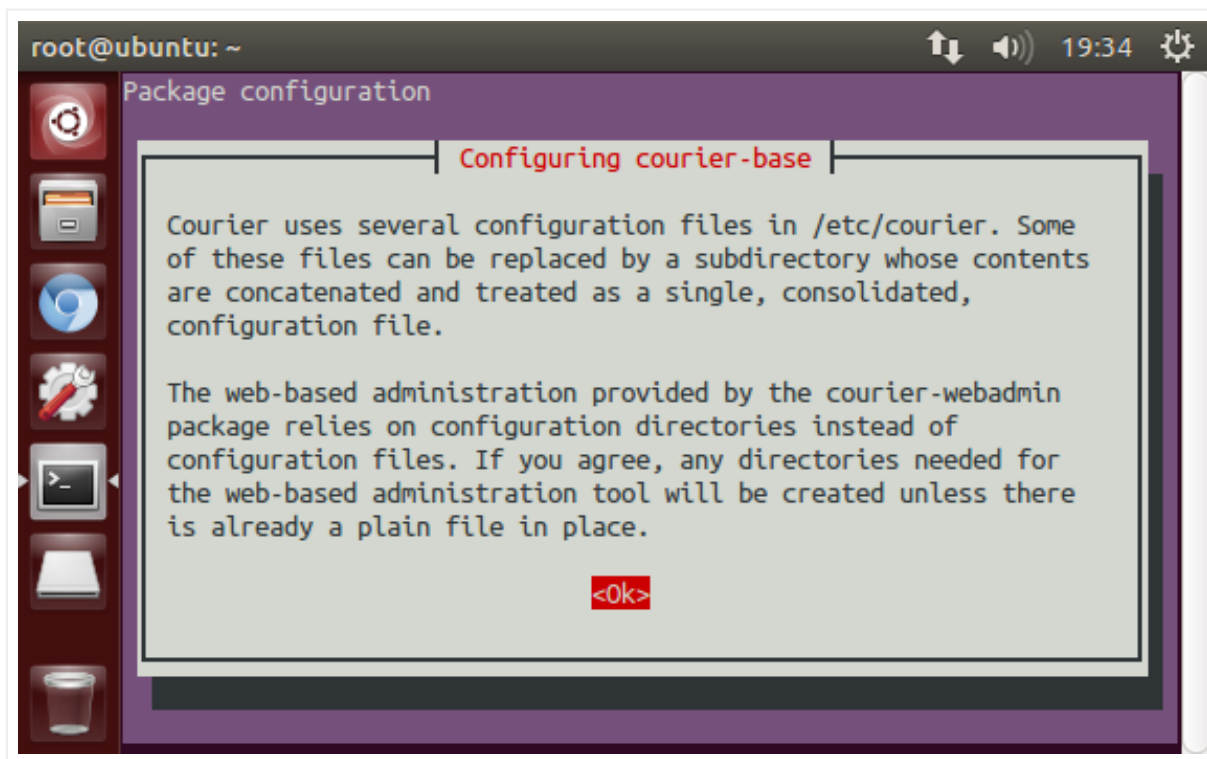 root@ubuntu: ~
19:34
Package configuration
Configuring courier-base
Courier uses several configuration files in /etc/courier. Some
of these files can be replaced by a subdirectory whose contents
are concatenated and treated as a single, consolidated,
configuration file.
The web-based administration provided by the courier-webadmin
package relies on configuration directories instead of
configuration files. If you agree, any directories needed for
the web-based administration tool will be created unless there
is already a plain file in place.
<Ok>